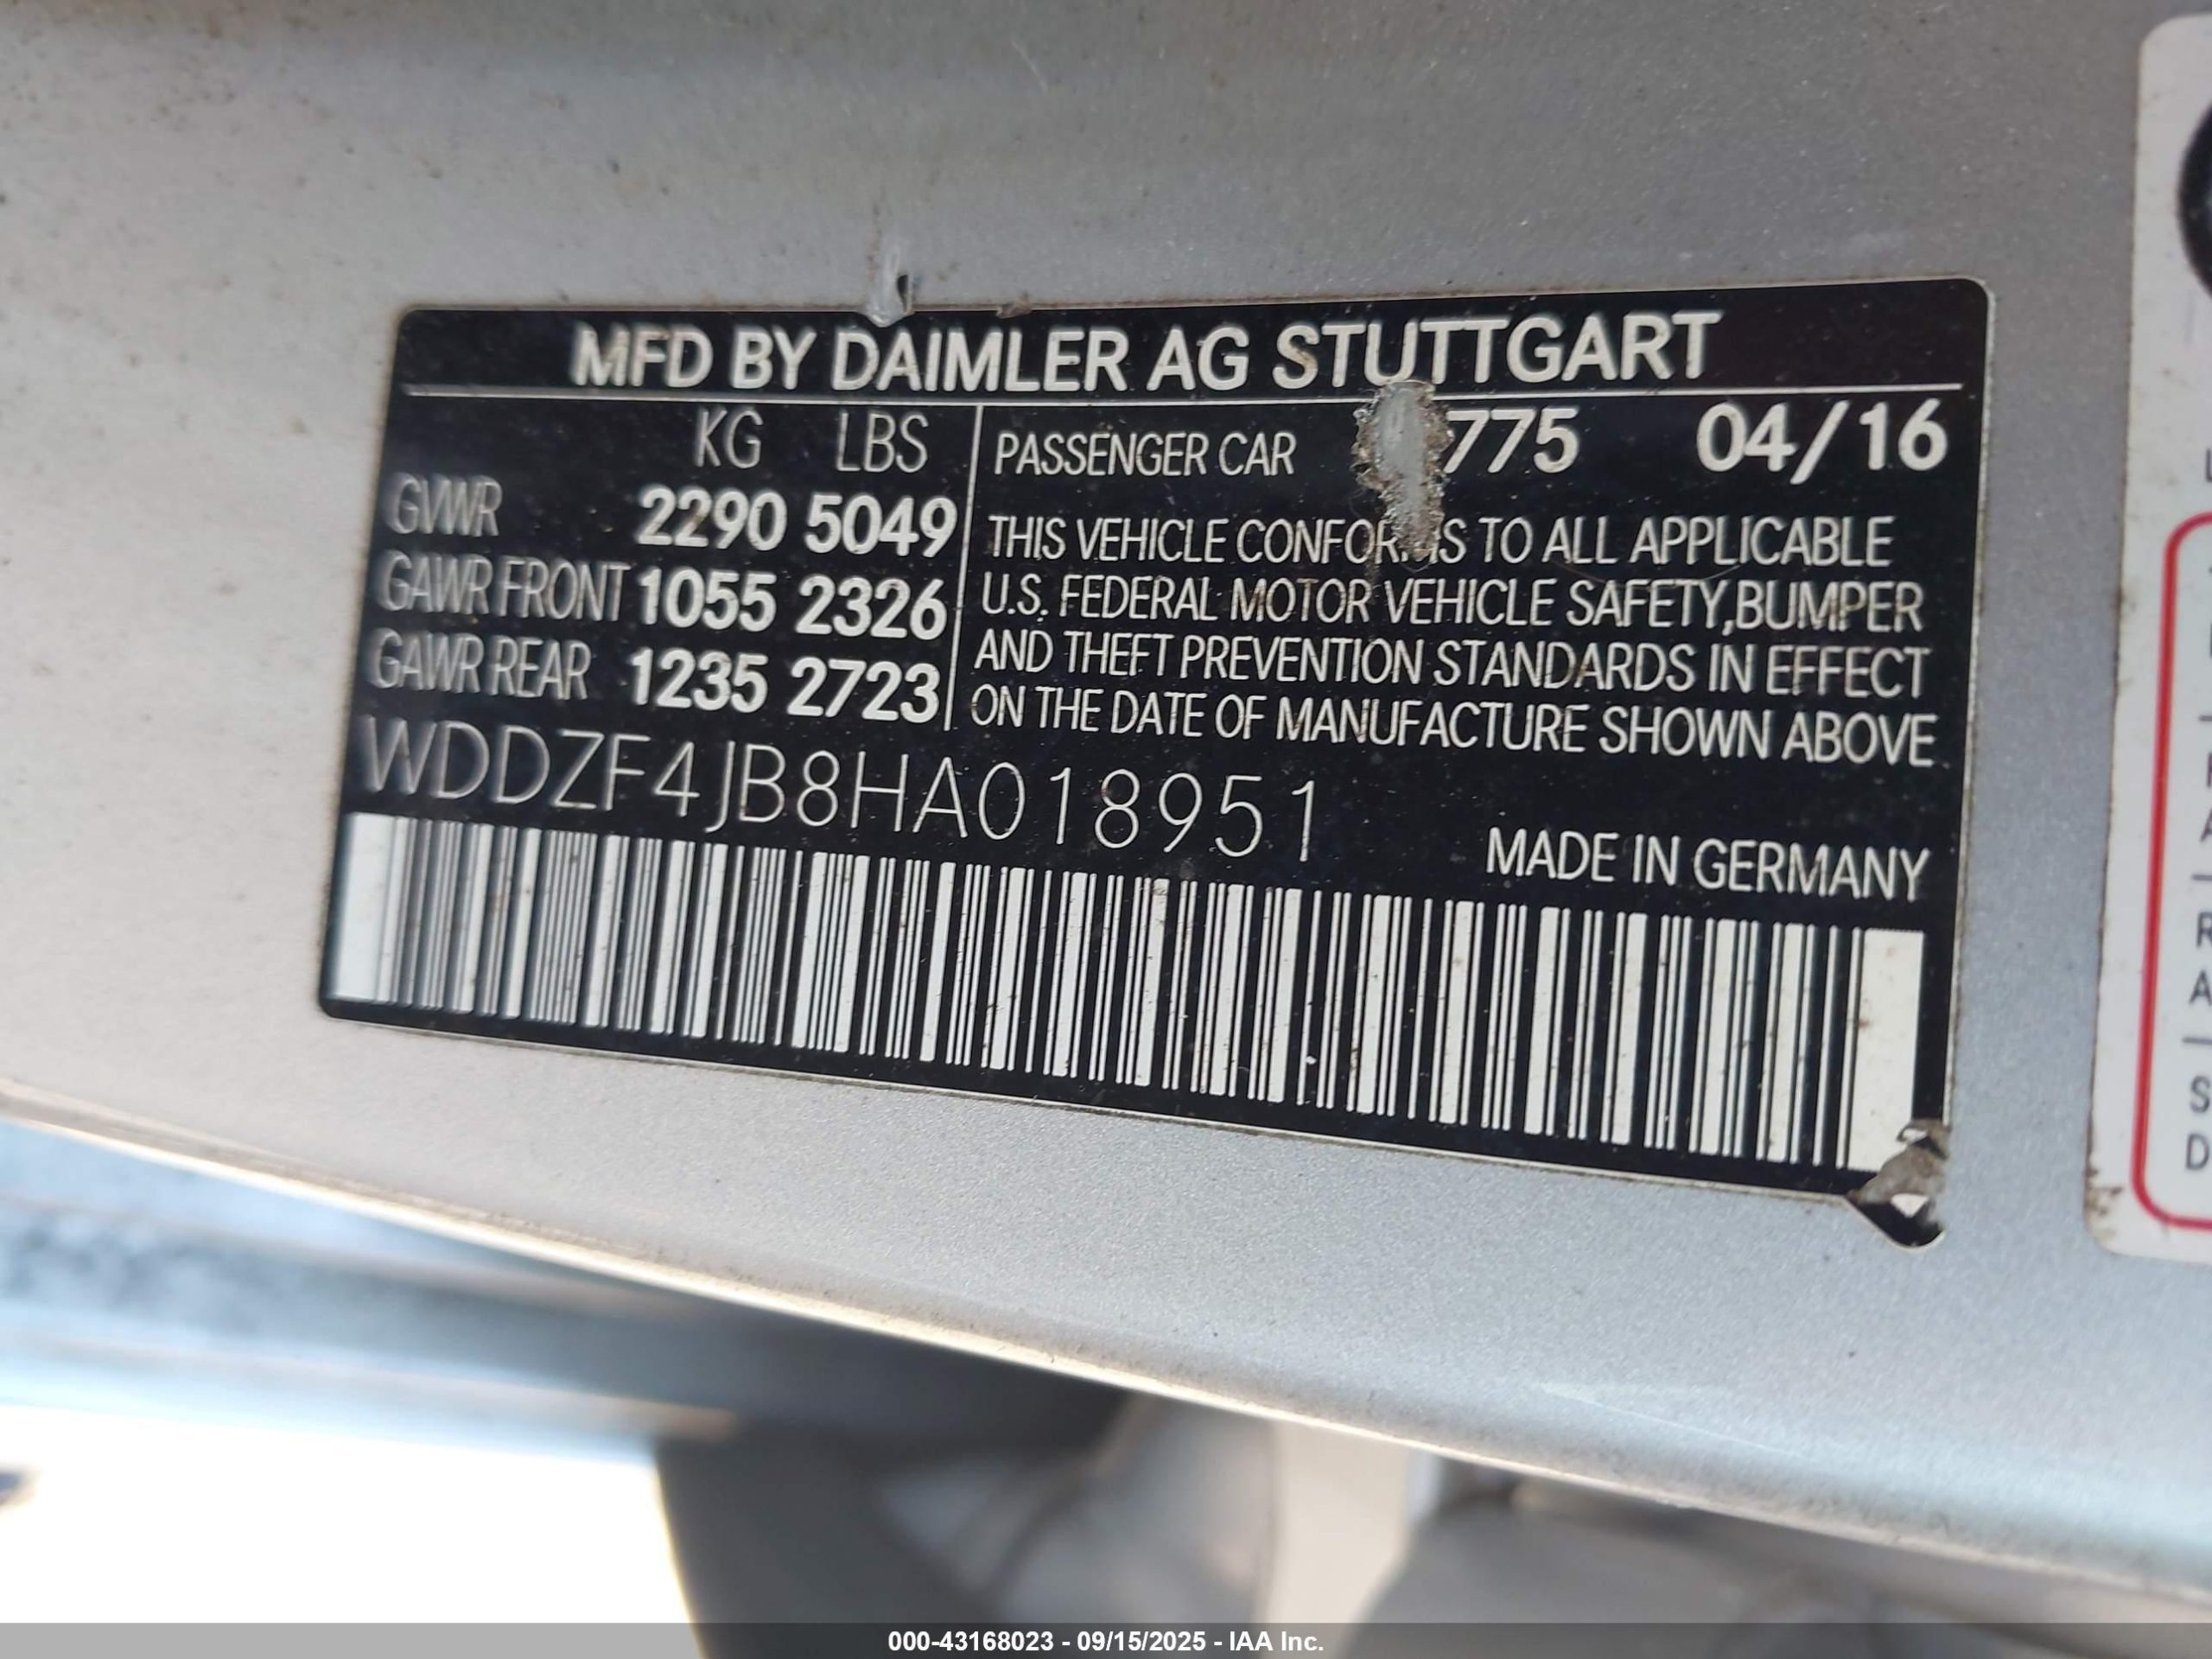 MFD BY DAIMLER AG STUTTGART
KG LBS
GVWR 2290 5049
GAWR FRONT 1055 2326
GAWR REAR 1235 2723
PASSENGER CAR 775 04/16
THIS VEHICLE CONFORMS TO ALL APPLICABLE
U.S. FEDERAL MOTOR VEHICLE SAFETY,BUMPER
AND THEFT PREVENTION STANDARDS IN EFFECT
ON THE DATE OF MANUFACTURE SHOWN ABOVE
WDDZF4JB8HA018951
MADE IN GERMANY
R
A
S
D
000-43168023 - 09/15/2025 - IAA Inc.